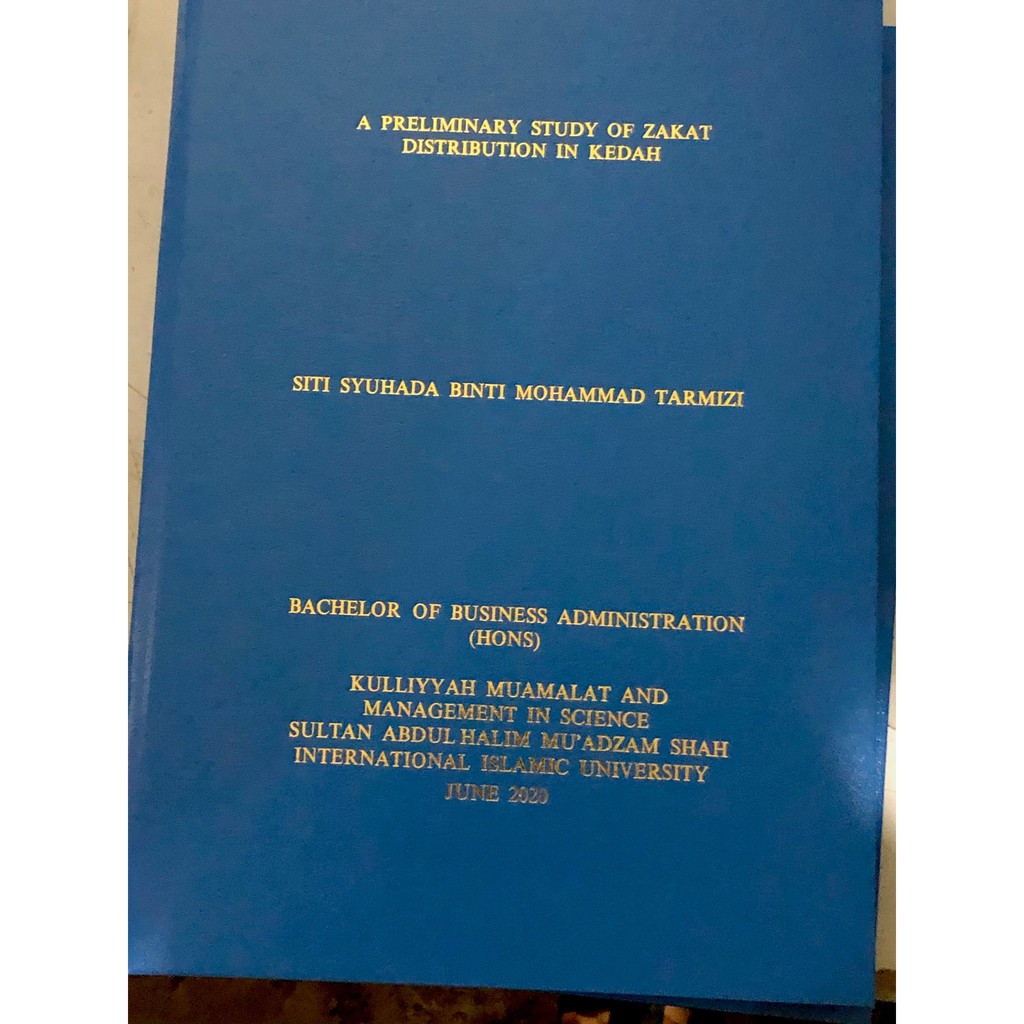 A PRELIMINARY STUDY OF ZAKAT
DISTRIBUTION IN KEDAH
SITI SYUHADA BINTI MOHAMMAD TARMIZI
BACHELOR OF BUSINESS ADMINISTRATION
(HONS)
KULLIYYAH MUAMALAT AND
MANAGEMENT IN SCIENCE
SULTAN ABDUL HALIM MU'ADZAM SHAH
INTERNATIONAL ISLAMIC UNIVERSITY
JUNE 2020